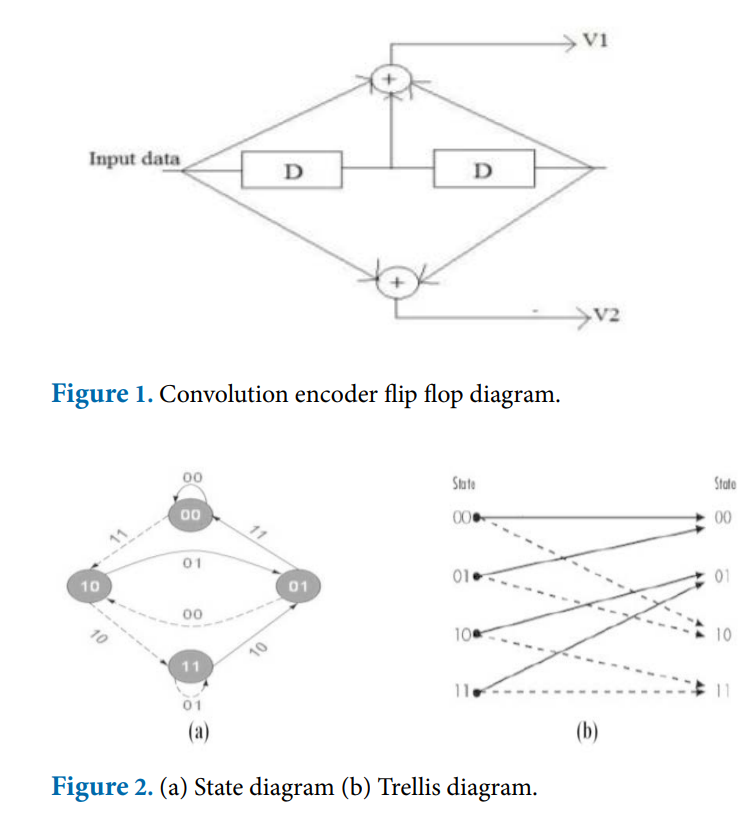 V1
Input data
D
D
+
+
V2
Figure 1. Convolution encoder flip flop diagram.
00
00
11
11
10
01
01
00
10
11
10
01
(a)
State
State
00
00
01
01
10
10
11
11
(b)
Figure 2. (a) State diagram (b) Trellis diagram.